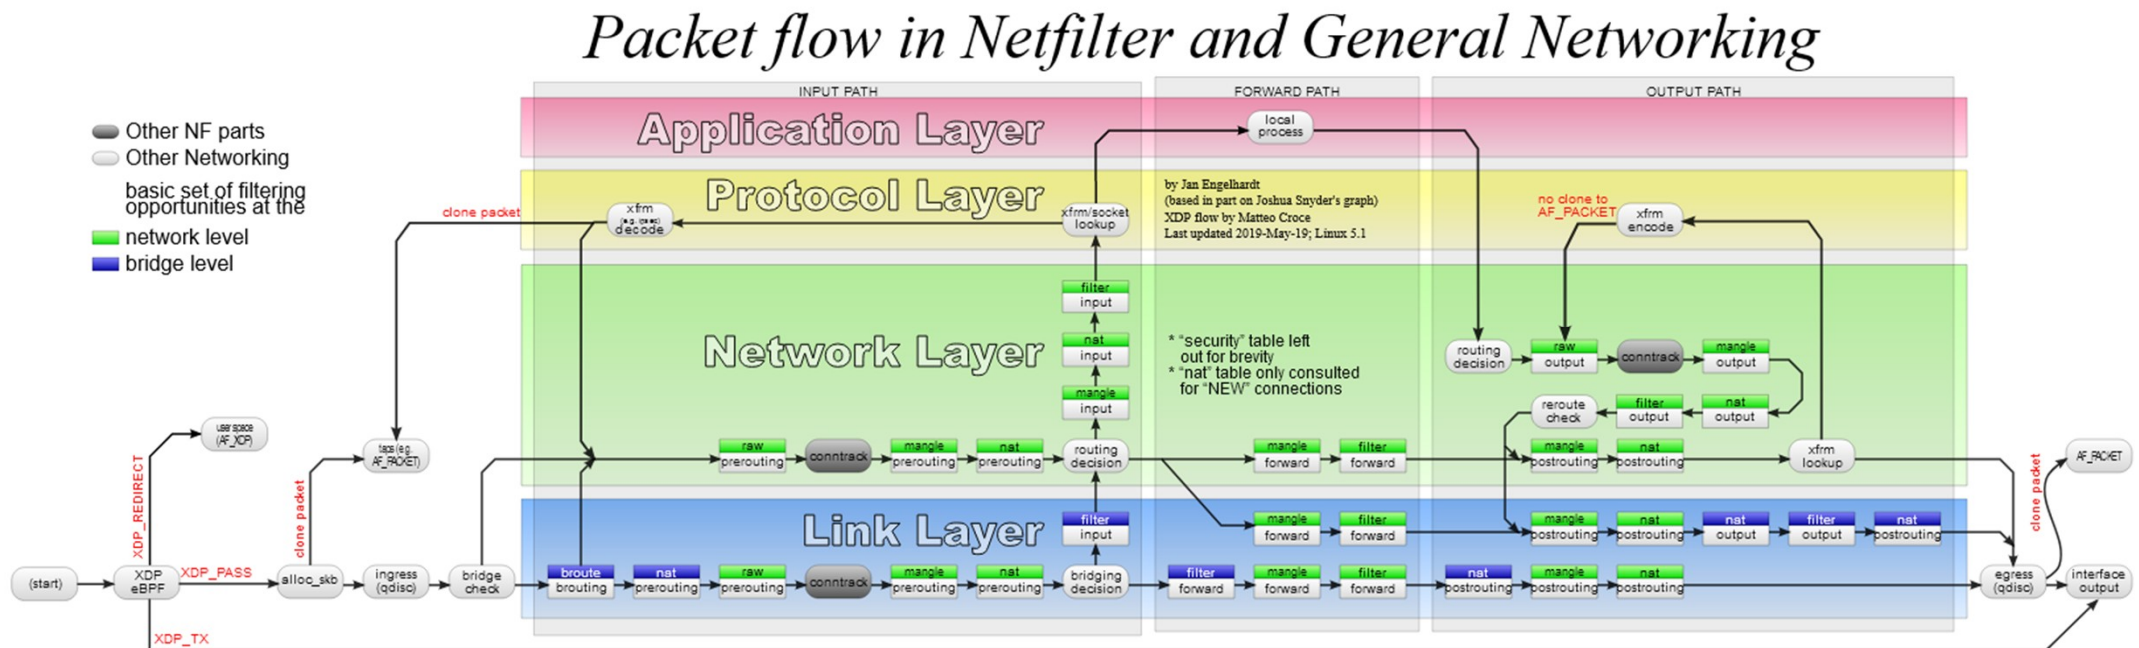 Packet flow in Netfilter and General Networking
INPUT PATH
FORWARD PATH
OUTPUT PATH
Other NF parts
Other Networking
basic set of filtering
opportunities at the
network level
bridge level
Application Layer
local
process
Protocol Layer
by Jan Engelhardt
(based in part on Joshua Snyder's graph)
XDP flow by Matteo Croce
Last updated 2019-May-19; Linux 5.1
clone packet
xfrm
decode
xfrm/socket
lookup
no clone to
AF_PACKET
xfrm
encode
Network Layer
filter
input
nat
input
mangle
input
* "security" table left
out for brevity
* "nat" table only consulted
for "NEW" connections
routing
decision
raw
output
conntrack
mangle
output
reroute
check
filter
output
nat
output
userspace
(AF_XDP)
taps (e.g.
AF_PACKET)
raw
prerouting
conntrack
mangle
prerouting
nat
prerouting
routing
decision
mangle
forward
filter
forward
mangle
postrouting
nat
postrouting
xfrm
lookup
AF_PACKET
XDP_REDIRECT
clone packet
clone packet
Link Layer
filter
input
mangle
forward
filter
forward
mangle
postrouting
nat
postrouting
nat
output
filter
output
nat
postrouting
(start)
XDP
eBPF
XDP_PASS
alloc_skb
ingress
(qdisc)
bridge
check
broute
brouting
nat
prerouting
raw
prerouting
conntrack
mangle
prerouting
nat
prerouting
bridging
decision
filter
forward
mangle
forward
filter
forward
nat
postrouting
mangle
postrouting
nat
postrouting
egress
(qdisc)
interface
output
XDP_TX